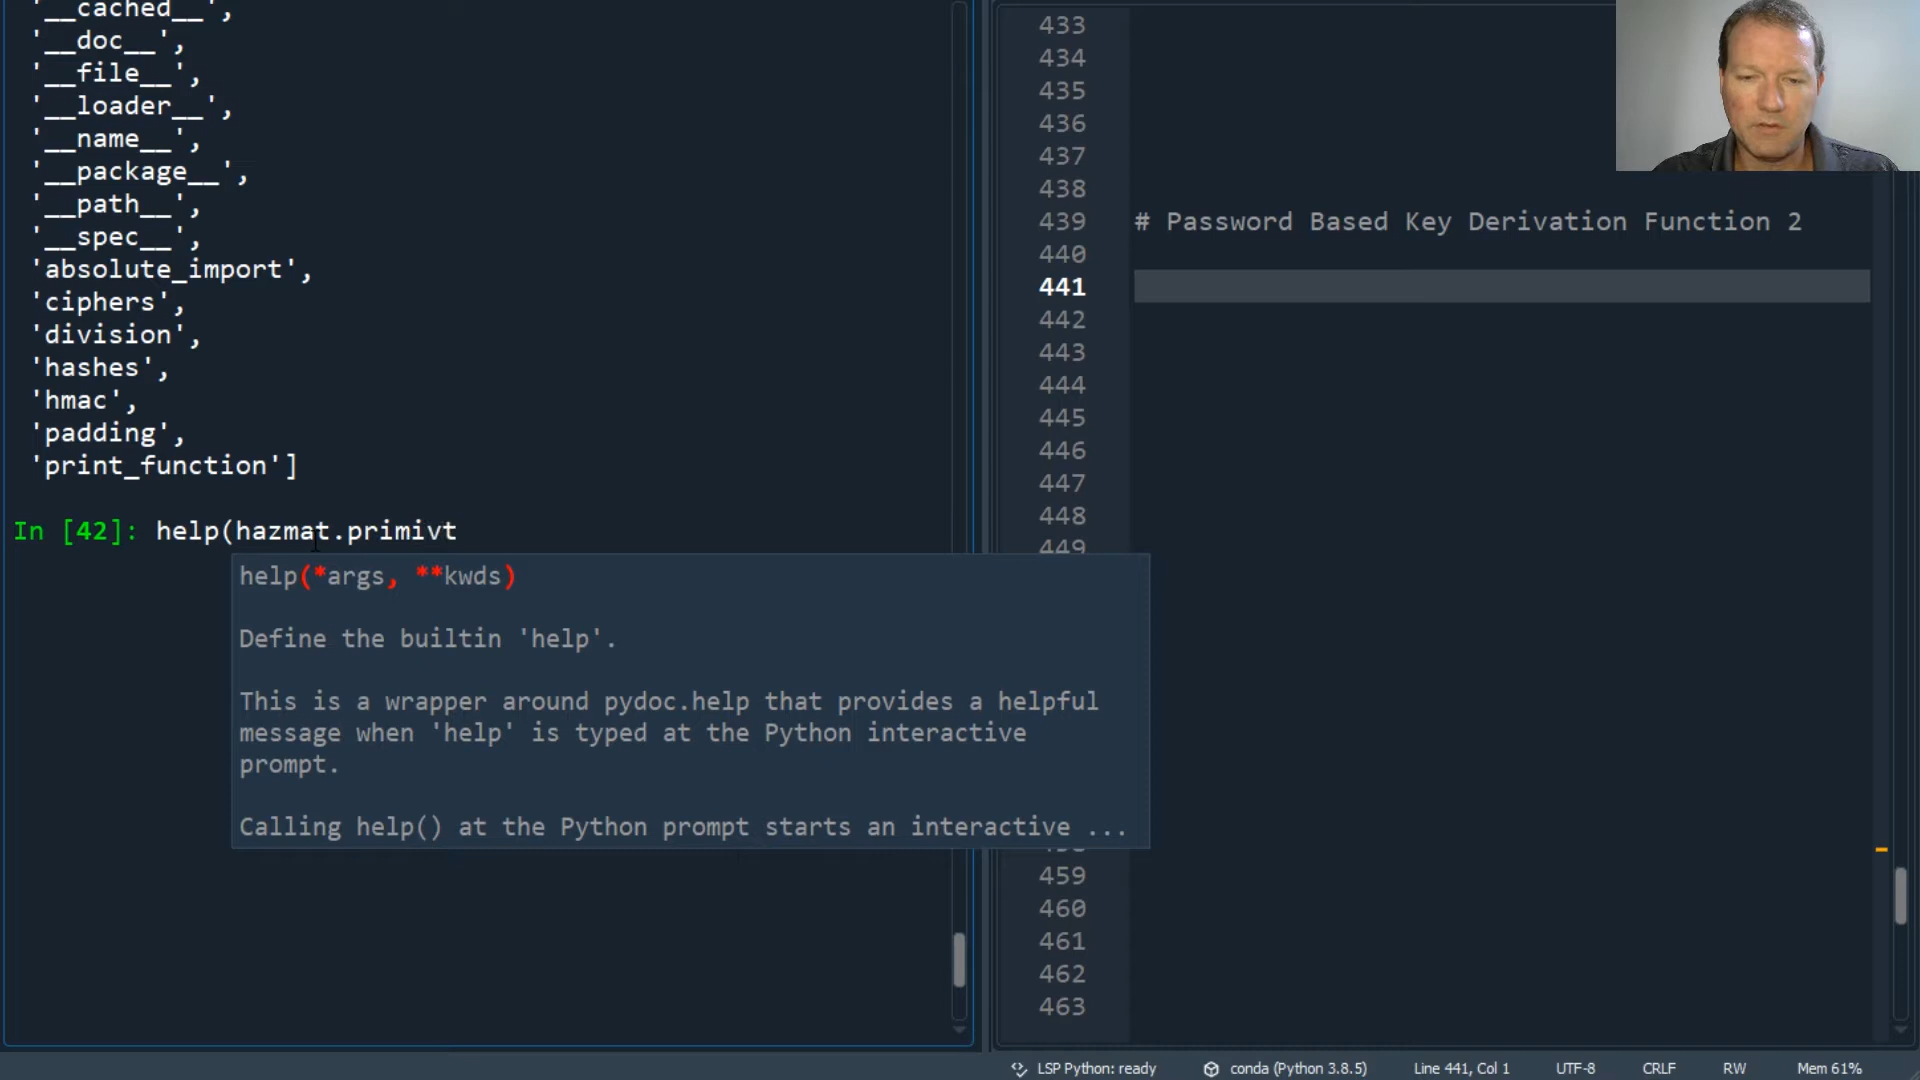 '__cached__',
'__doc__',
'__file__',
'__loader__',
'__name__',
'__package__',
'__path__',
'__spec__',
'absolute_import',
'ciphers',
'division',
'hashes',
'hmac',
'padding',
'print_function']
In [42]: help(hazmat.primivt
help(*args, **kwds)
Define the builtin 'help'.
This is a wrapper around pydoc.help that provides a helpful
message when 'help' is typed at the Python interactive
prompt.
Calling help() at the Python prompt starts an interactive ...
433
434
435
436
437
438
439 # Password Based Key Derivation Function 2
440
441
442
443
444
445
446
447
448
449
459
460
461
462
463
LSP Python: ready conda (Python 3.8.5) Line 441, Col 1 UTF-8 CRLF RW Mem 61%